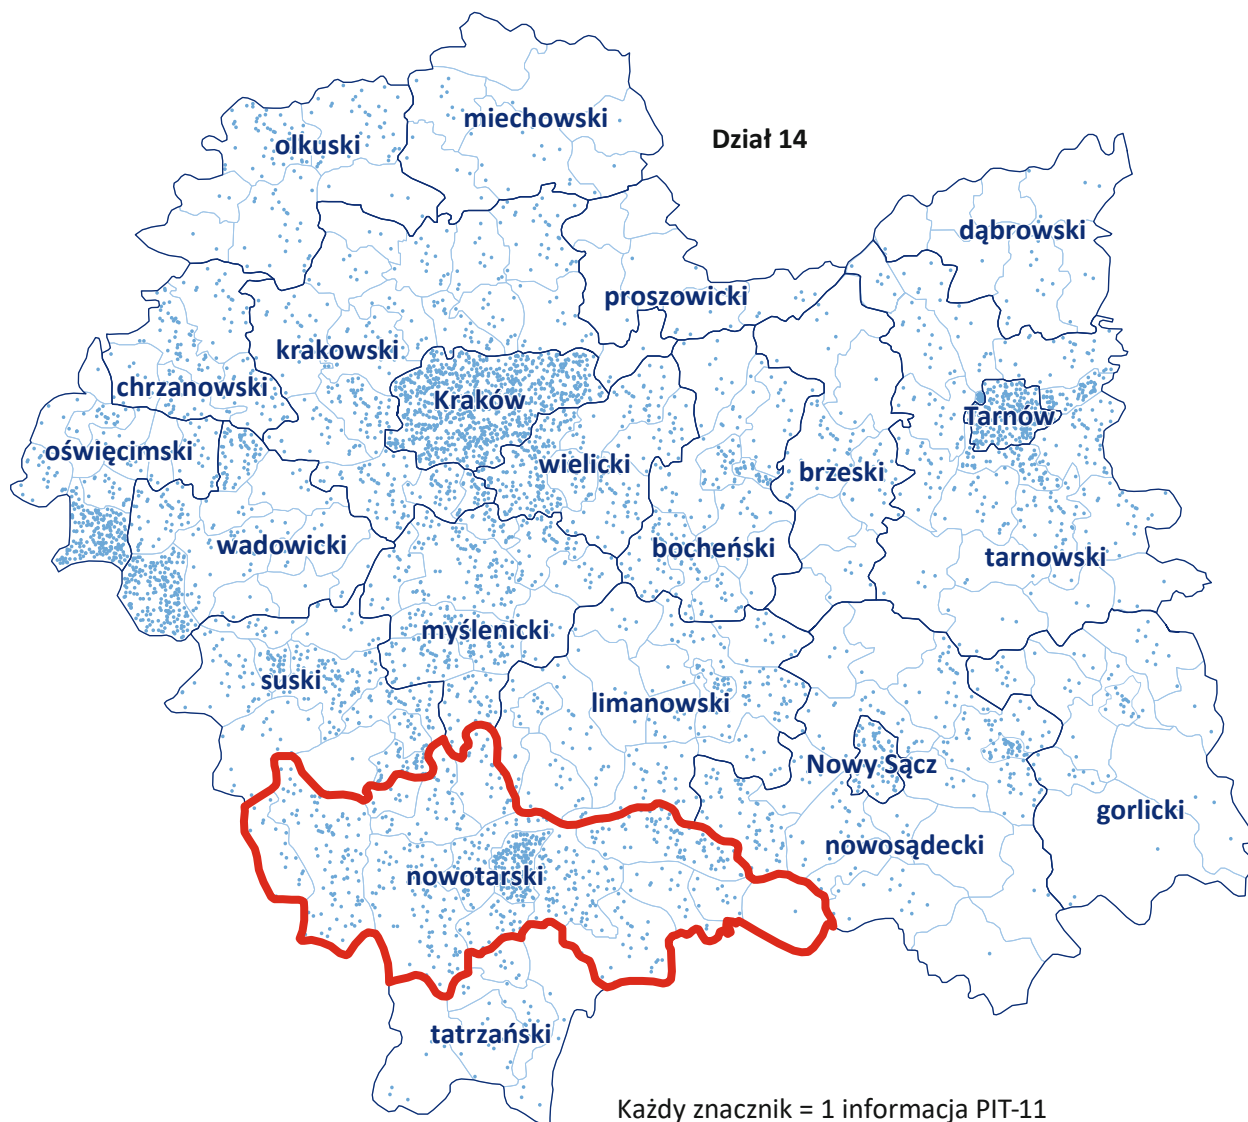 miechowski
Dział 14
olkuski
dąbrowski
proszowicki
krakowski
chrzanowski
Kraków
Tarnów
oświęcimski
wielicki
brzeski
wadowicki
bocheński
tarnowski
myślenicki
suski
limanowski
Nowy Sącz
gorlicki
nowosądecki
nowotarski
tatrzański
Każdy znacznik = 1 informacja PIT-11